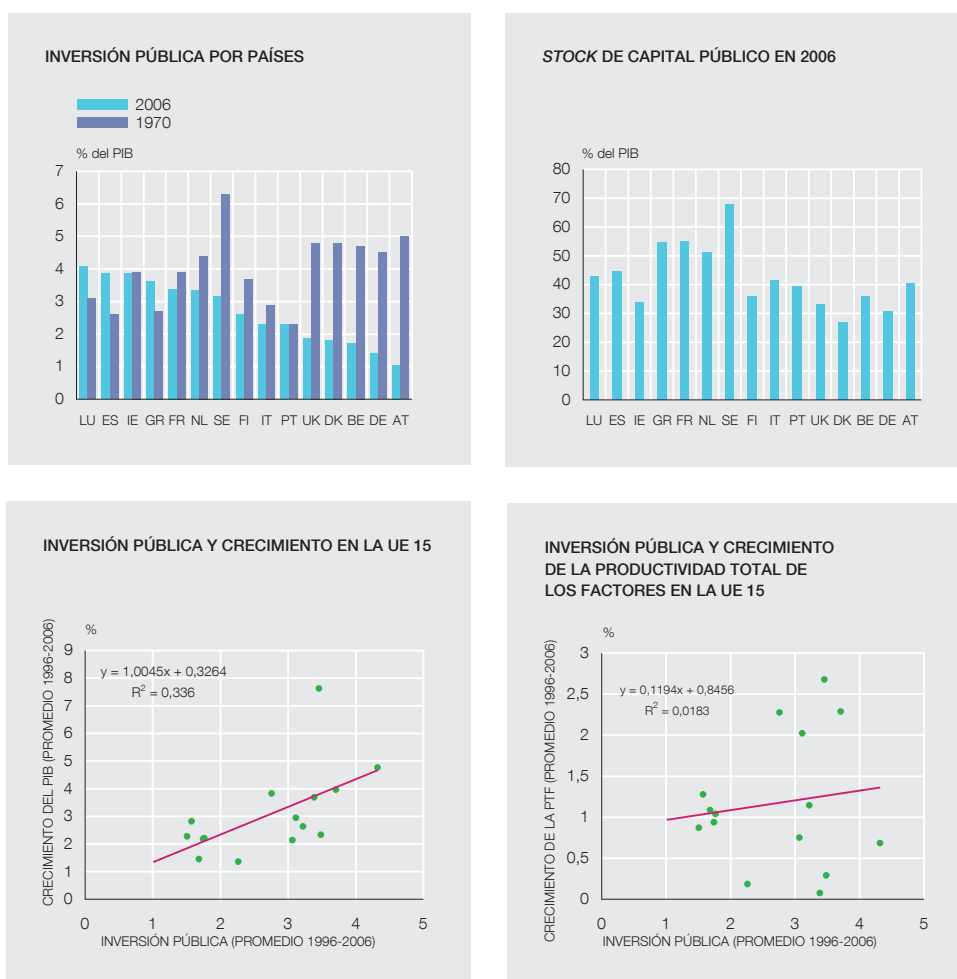 INVERSIÓN PÚBLICA POR PAÍSES
2006
1970
% del PIB
7
6
5
4
3
2
1
0
LU ES IE GR FR NL SE FI IT PT UK DK BE DE AT
STOCK DE CAPITAL PÚBLICO EN 2006
% del PIB
80
70
60
50
40
30
20
10
0
LU ES IE GR FR NL SE FI IT PT UK DK BE DE AT
INVERSIÓN PÚBLICA Y CRECIMIENTO EN LA UE 15
%
CRECIMIENTO DEL PIB (PROMEDIO 1996-2006)
9
8
7
6
5
4
3
2
1
0
y = 1,0045x + 0,3264
R² = 0,336
0 1 2 3 4 5
INVERSIÓN PÚBLICA (PROMEDIO 1996-2006)
INVERSIÓN PÚBLICA Y CRECIMIENTO
DE LA PRODUCTIVIDAD TOTAL DE
LOS FACTORES EN LA UE 15
%
CRECIMIENTO DE LA PTF (PROMEDIO 1996-2006)
3
2,5
2
1,5
1
0,5
0
y = 0,1194x + 0,8456
R² = 0,0183
0 1 2 3 4 5
INVERSIÓN PÚBLICA (PROMEDIO 1996-2006)